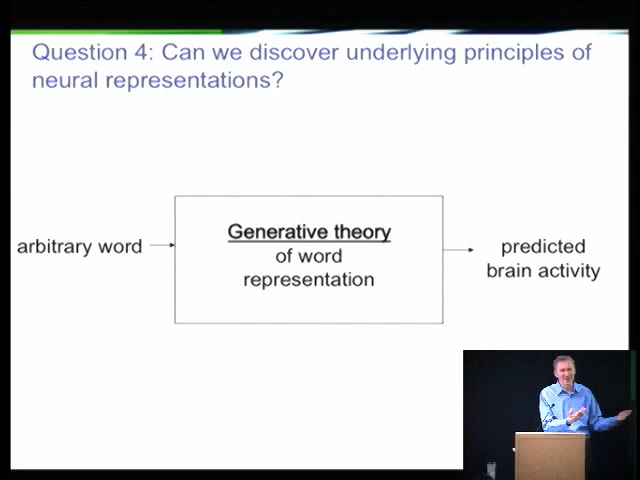 Question 4: Can we discover underlying principles of
neural representations?
arbitrary word
Generative theory
of word
representation
predicted
brain activity